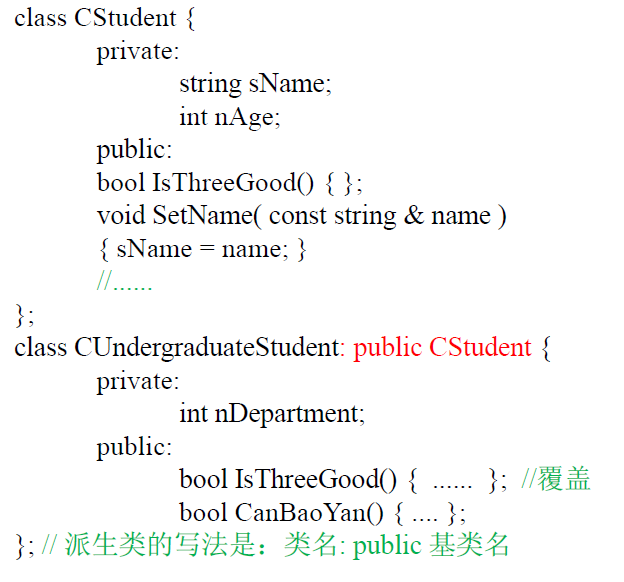 class CStudent {
private:
string sName;
int nAge;
public:
bool IsThreeGood() { };
void SetName( const string & name )
{ sName = name; }
//......
};
class CUndergraduateStudent: public CStudent {
private:
int nDepartment;
public:
bool IsThreeGood() { ...... }; //覆盖
bool CanBaoYan() { .... };
}; // 派生类的写法是：类名: public 基类名